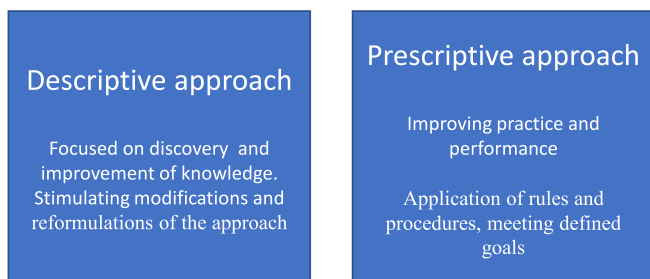 Descriptive approach
Focused on discovery and
improvement of knowledge.
Stimulating modifications and
reformulations of the approach
Prescriptive approach
Improving practice and
performance
Application of rules and
procedures, meeting defined
goals